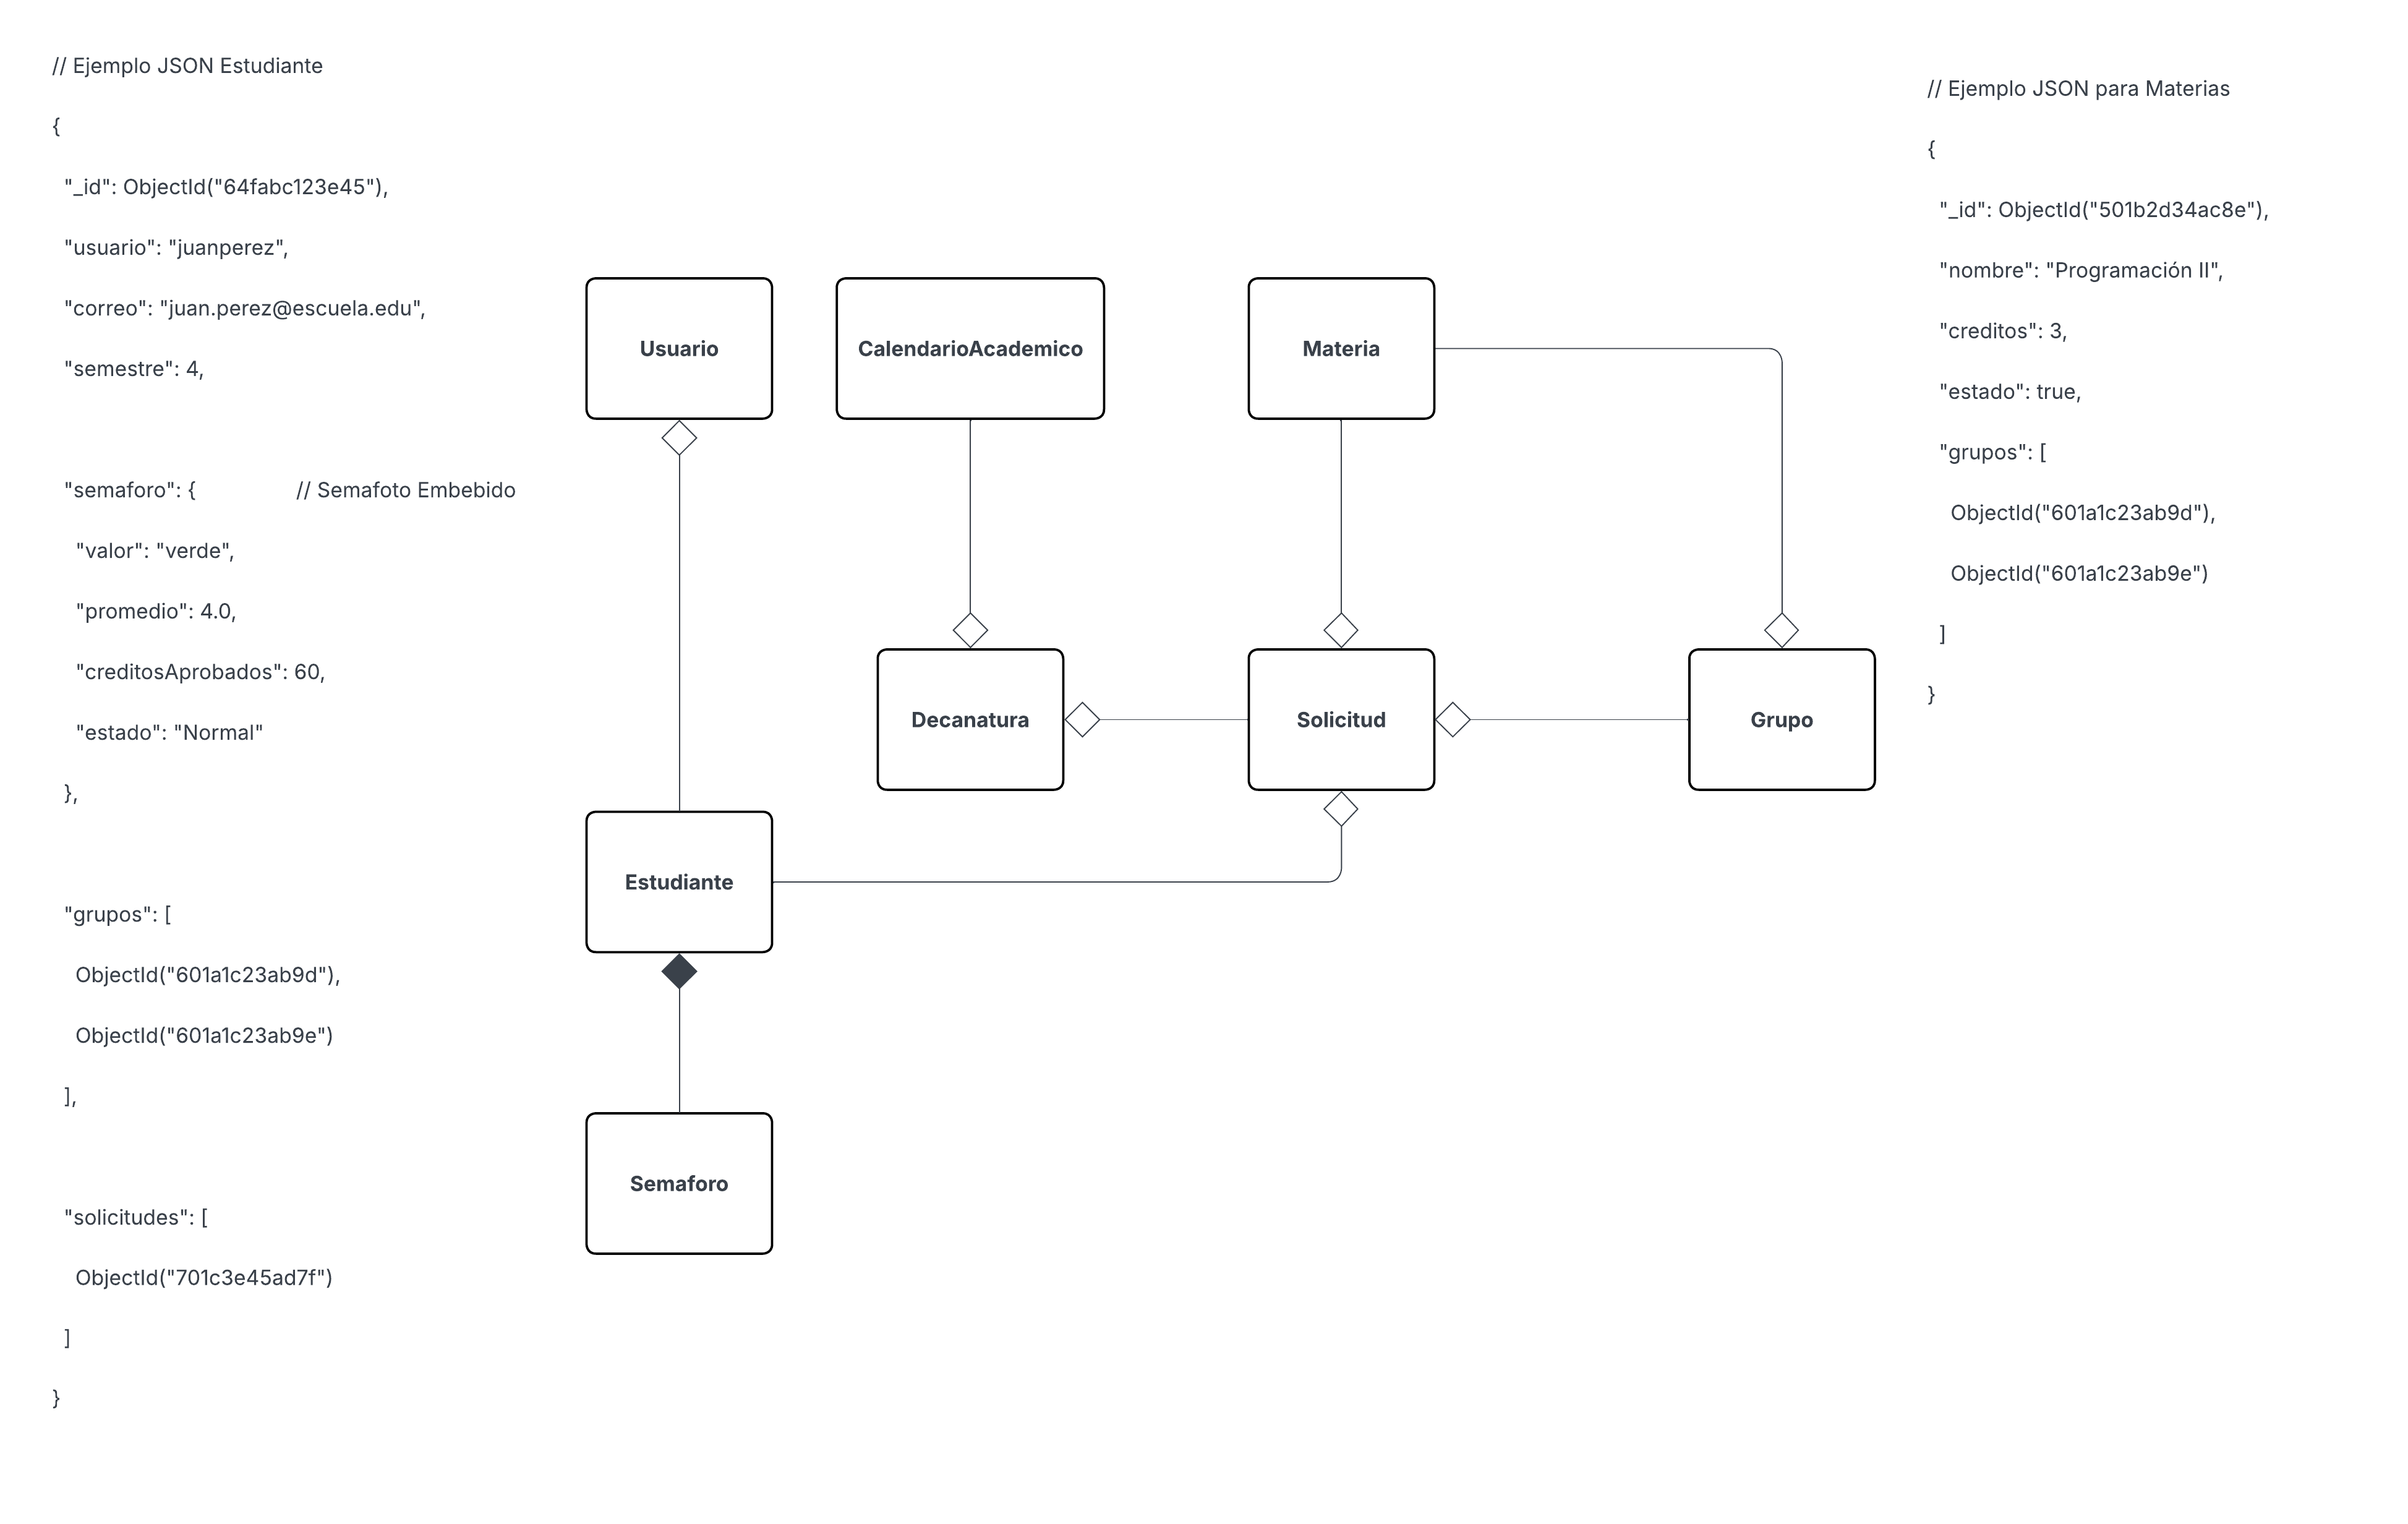 // Ejemplo JSON Estudiante
{
"_id": ObjectId("64fabc123e45"),
"usuario": "juanperez",
"correo": "juan.perez@escuela.edu",
"semestre": 4,
"semaforo": { // Semafoto Embebido
"valor": "verde",
"promedio": 4.0,
"creditosAprobados": 60,
"estado": "Normal"
},
"grupos": [
ObjectId("601a1c23ab9d"),
ObjectId("601a1c23ab9e")
],
"solicitudes": [
ObjectId("701c3e45ad7f")
]
}
Usuario
CalendarioAcademico
Materia
Decanatura
Solicitud
Grupo
Estudiante
Semaforo
// Ejemplo JSON para Materias
{
"_id": ObjectId("501b2d34ac8e"),
"nombre": "Programación II",
"creditos": 3,
"estado": true,
"grupos": [
ObjectId("601a1c23ab9d"),
ObjectId("601a1c23ab9e")
]
}